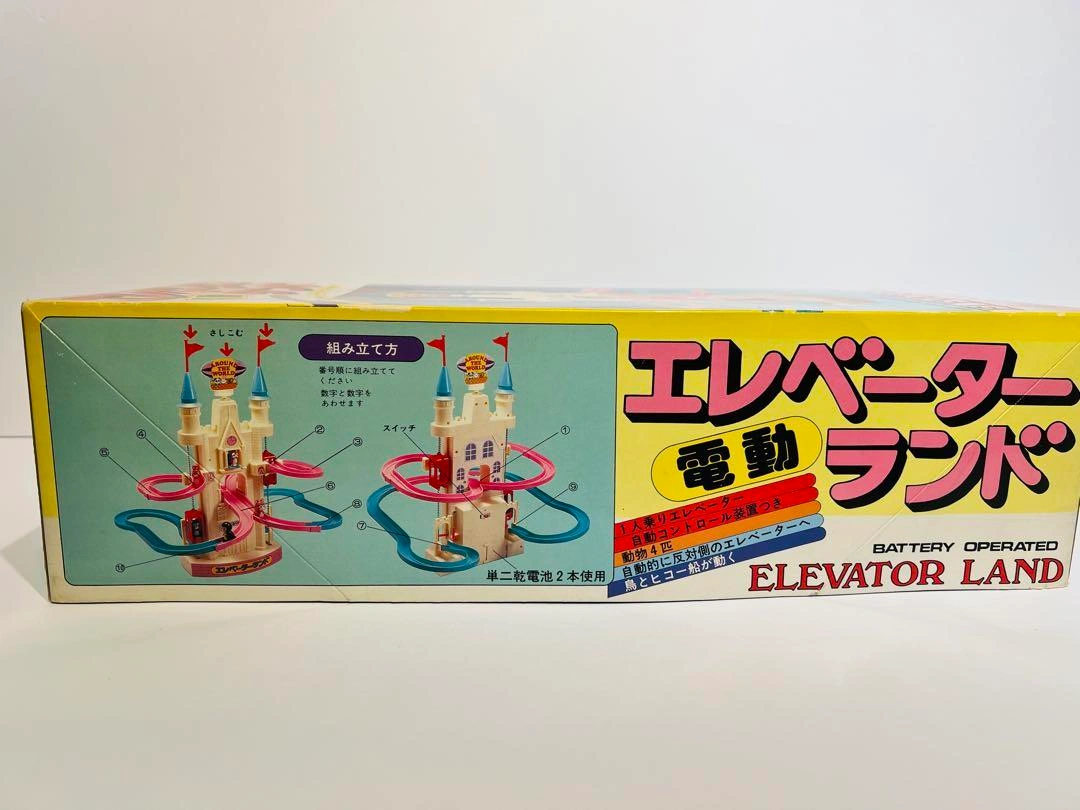 さしこむ
組み立て方
番号順に組み立てて
ください
数字と数字を
あわせます
AROUND
THE
WORLD
AROUND
THE
WORLD
スイッチ
①
②
③
④
⑤
⑥
⑦
⑧
⑨
⑩
エレベーターランド
単二乾電池2本使用
エレベーター
電動
ランド
1人乗りエレベーター
自動コントロール装置つき
動物4匹
自動的に反対側のエレベーターへ
鳥とヒコー船が動く
BATTERY OPERATED
ELEVATOR LAND